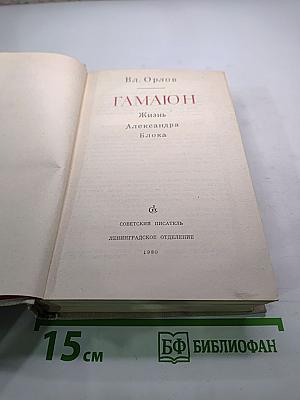 Вл. Орлов
ГАМАЮН
Жизнь
Александра
Блока
СОВЕТСКИЙ ПИСАТЕЛЬ
ЛЕНИНГРАДСКОЕ ОТДЕЛЕНИЕ
1980
15 см
БФ БИБЛИОФАН